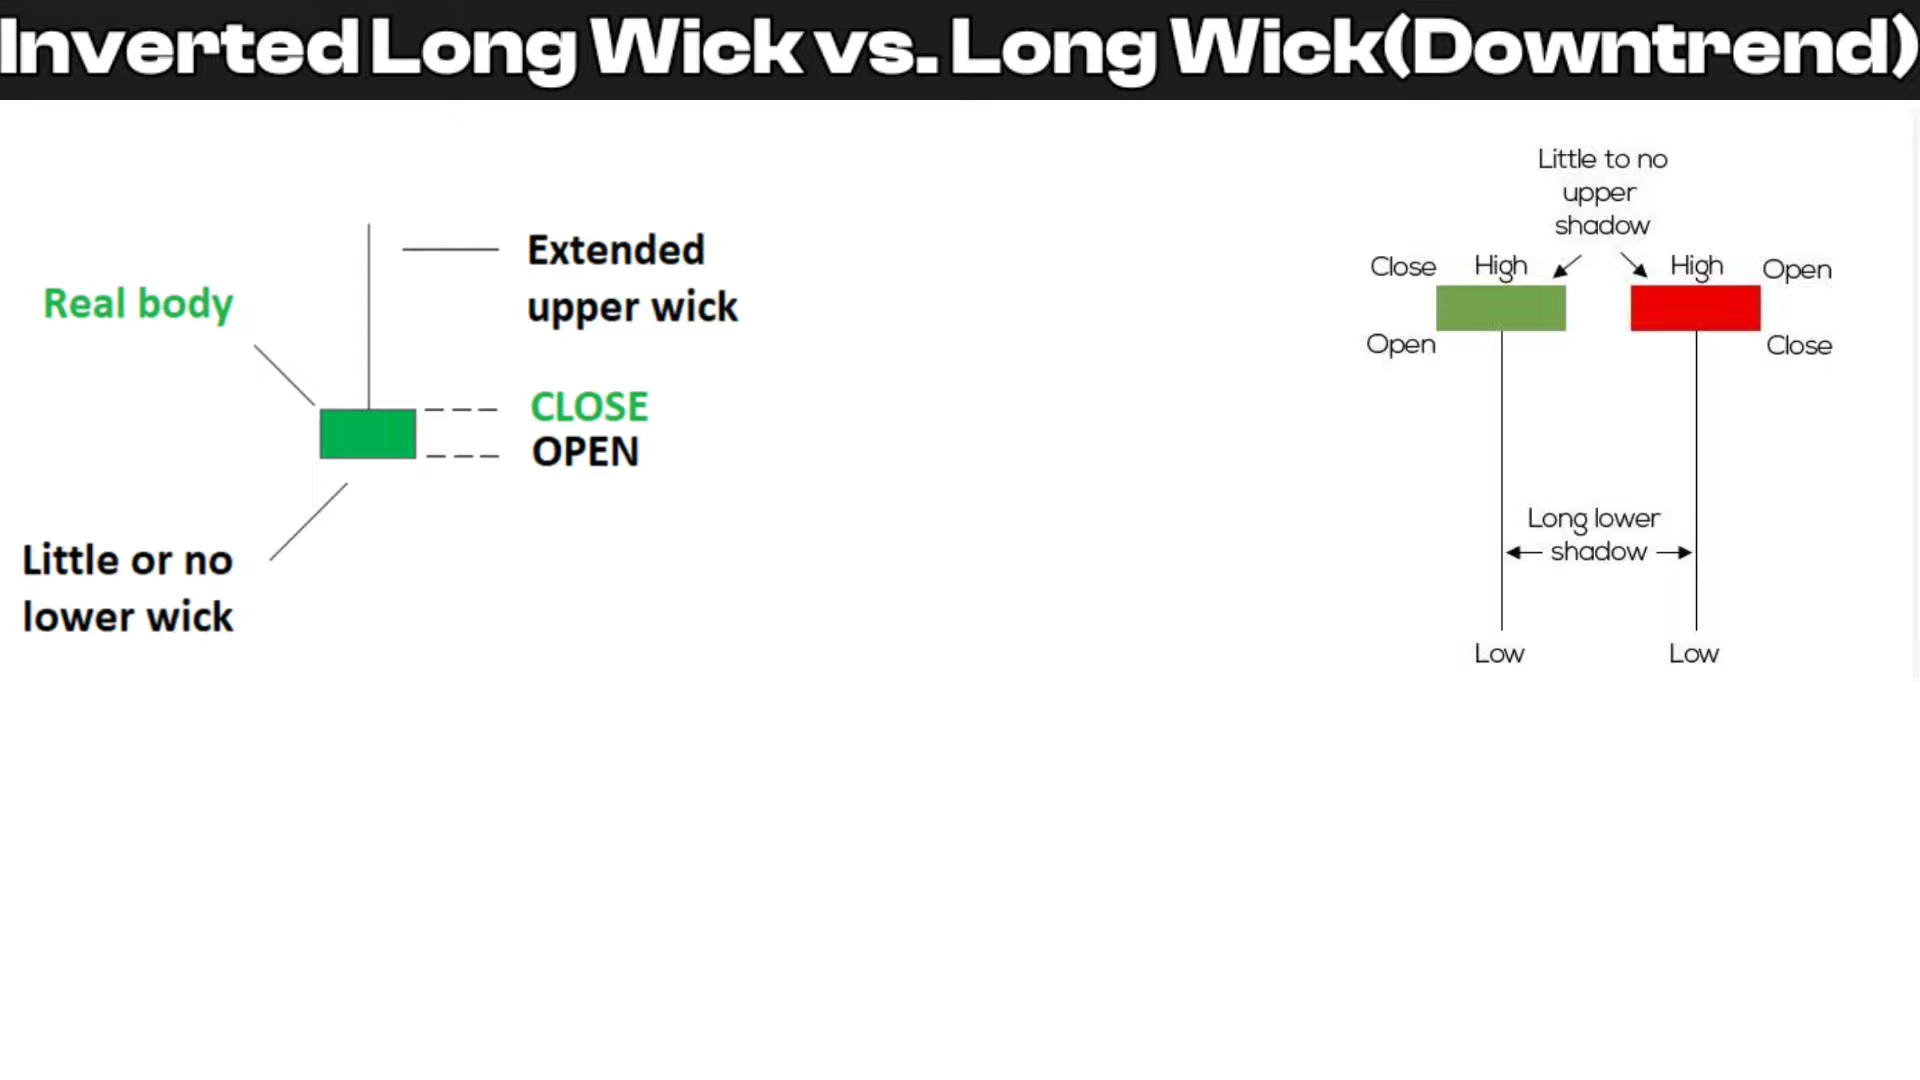 Inverted Long Wick vs. Long Wick(Downtrend)
Real body
Extended
upper wick
CLOSE
OPEN
Little or no
lower wick
Little to no
upper
shadow
Close High High Open
Open Close
Long lower
shadow
Low Low